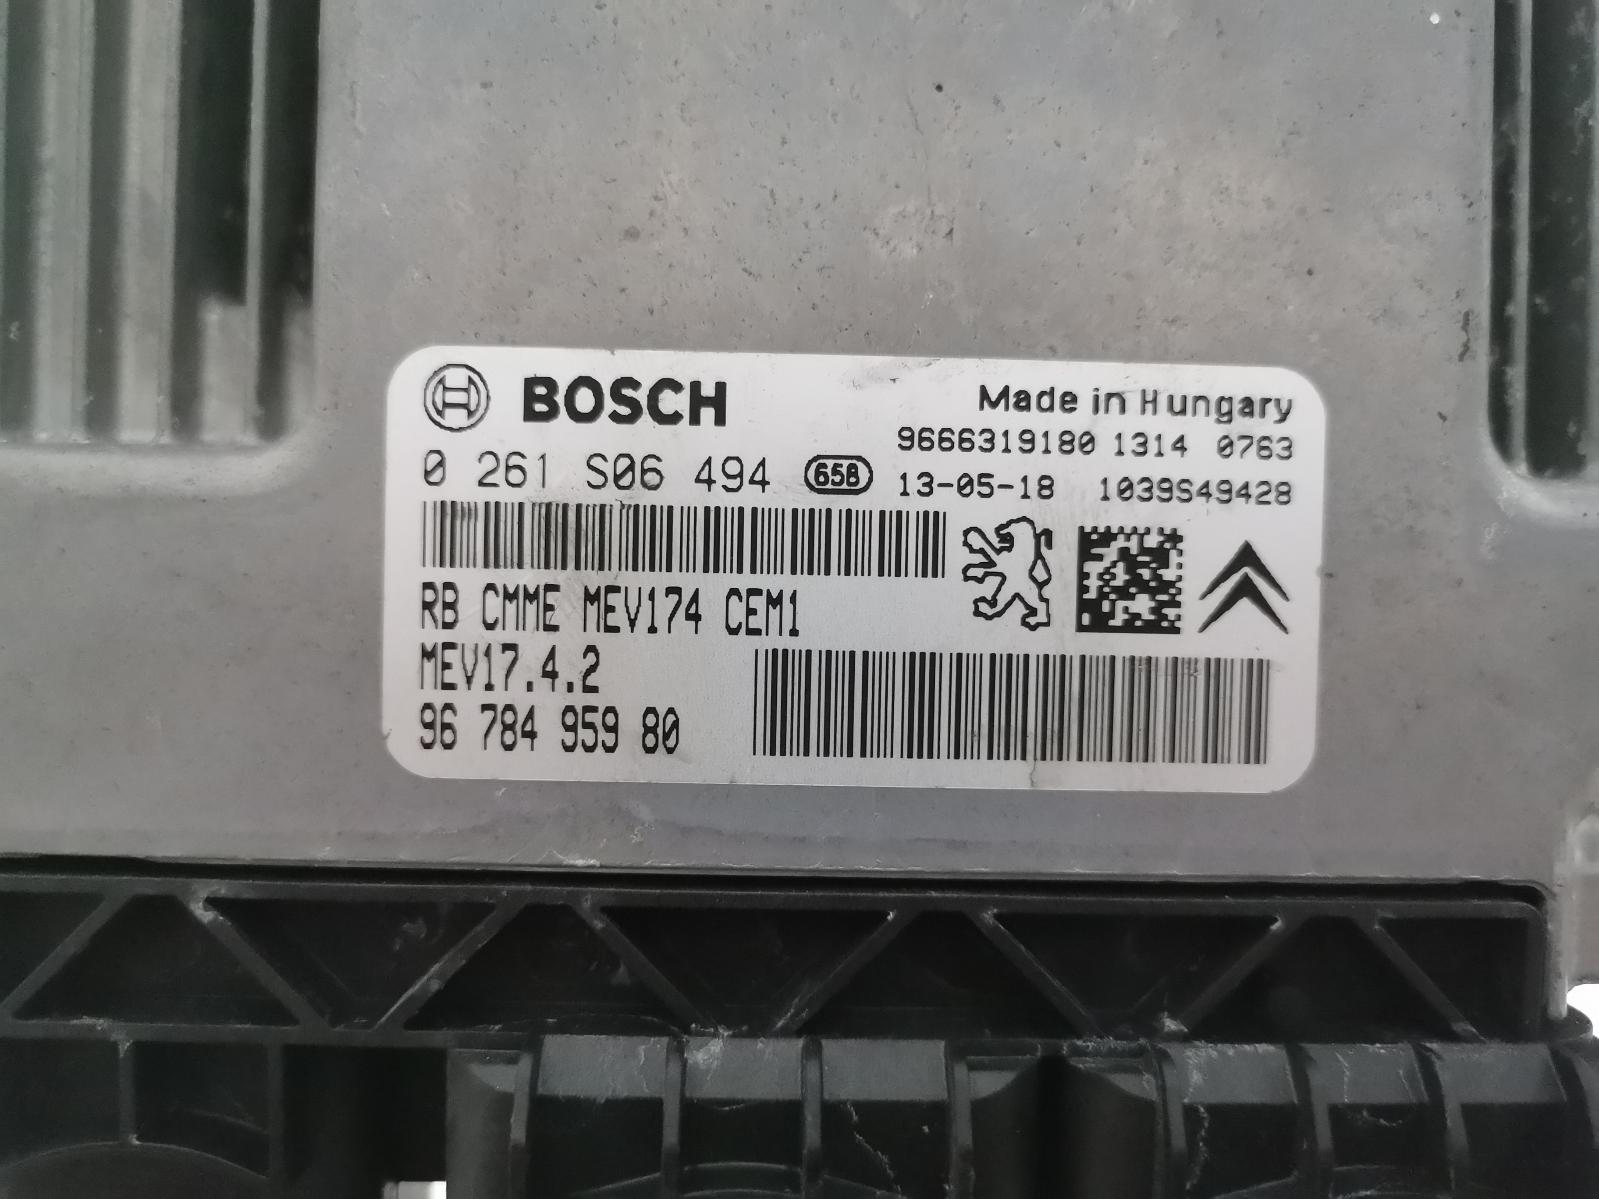 BOSCH
Made in Hungary
9666319180 1314 0763
0 261 S06 494 658
13-05-18 1039S49428
RB CMME MEV174 CEM1
MEV17.4.2
96 784 959 80